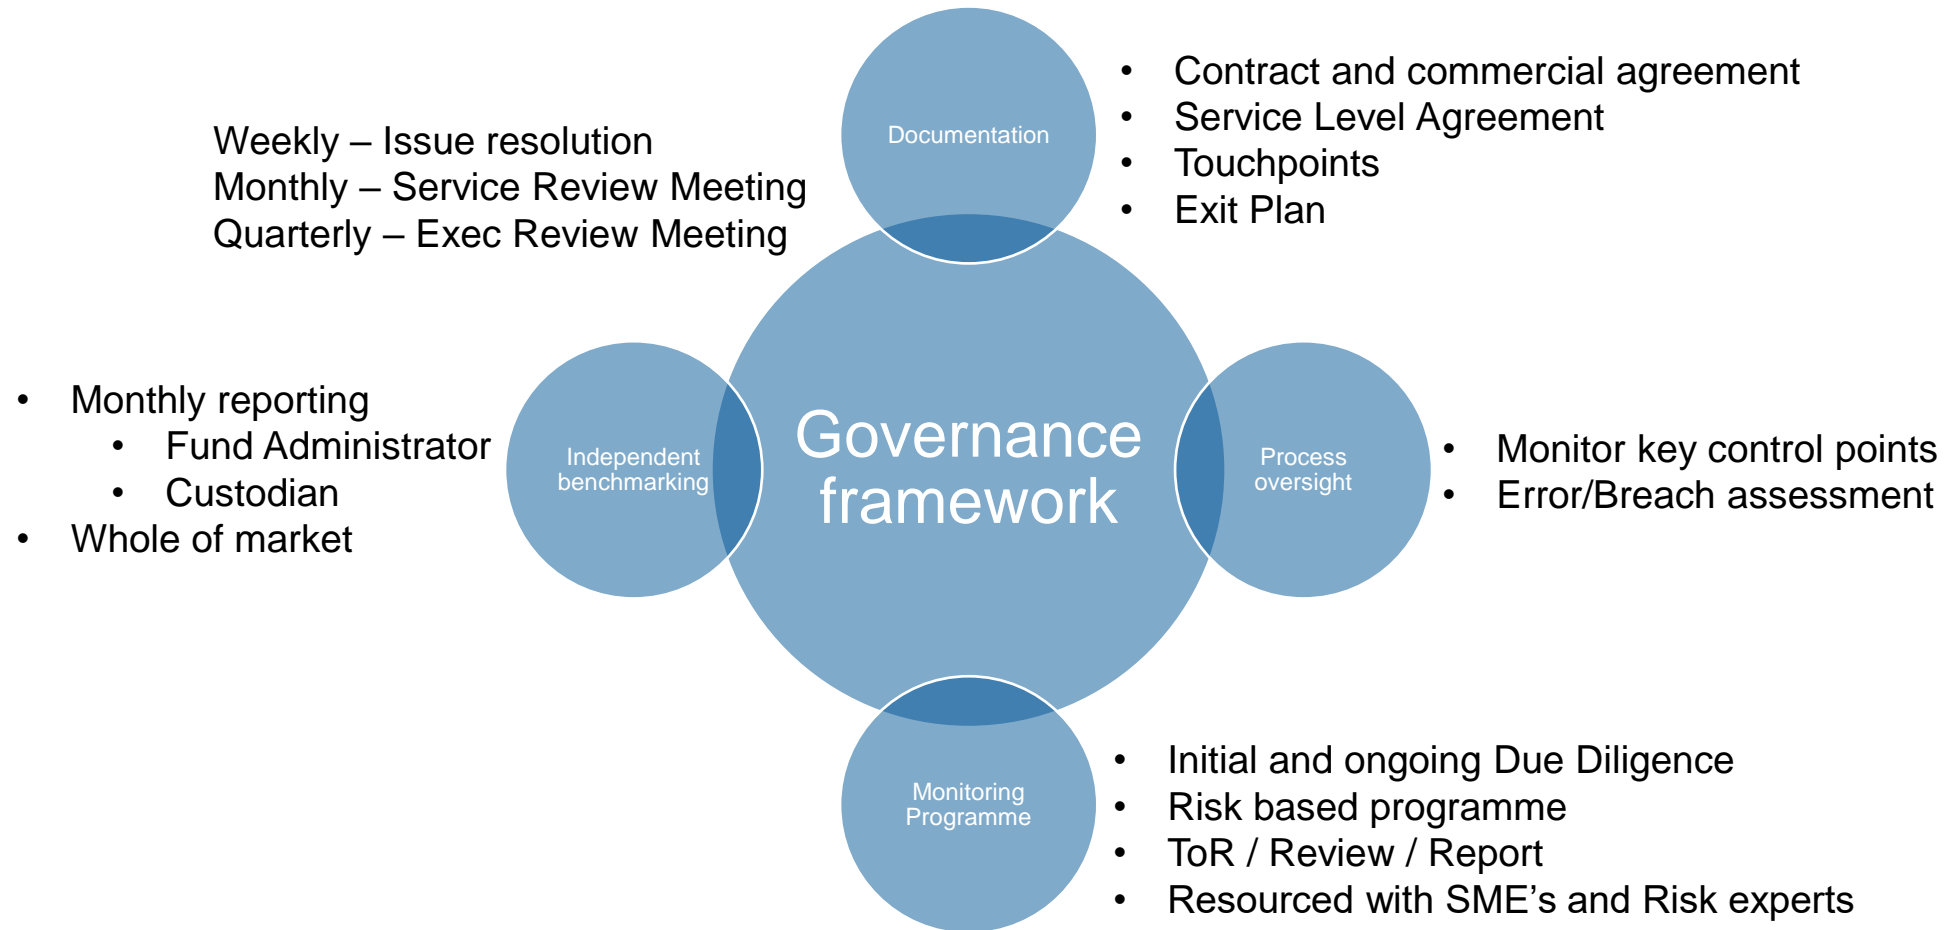 Documentation
• Contract and commercial agreement
• Service Level Agreement
• Touchpoints
• Exit Plan
Weekly – Issue resolution
Monthly – Service Review Meeting
Quarterly – Exec Review Meeting
• Monthly reporting
• Fund Administrator
• Custodian
• Whole of market
Independent
benchmarking
Governance
framework
Process
oversight
• Monitor key control points
• Error/Breach assessment
Monitoring
Programme
• Initial and ongoing Due Diligence
• Risk based programme
• ToR / Review / Report
• Resourced with SME’s and Risk experts